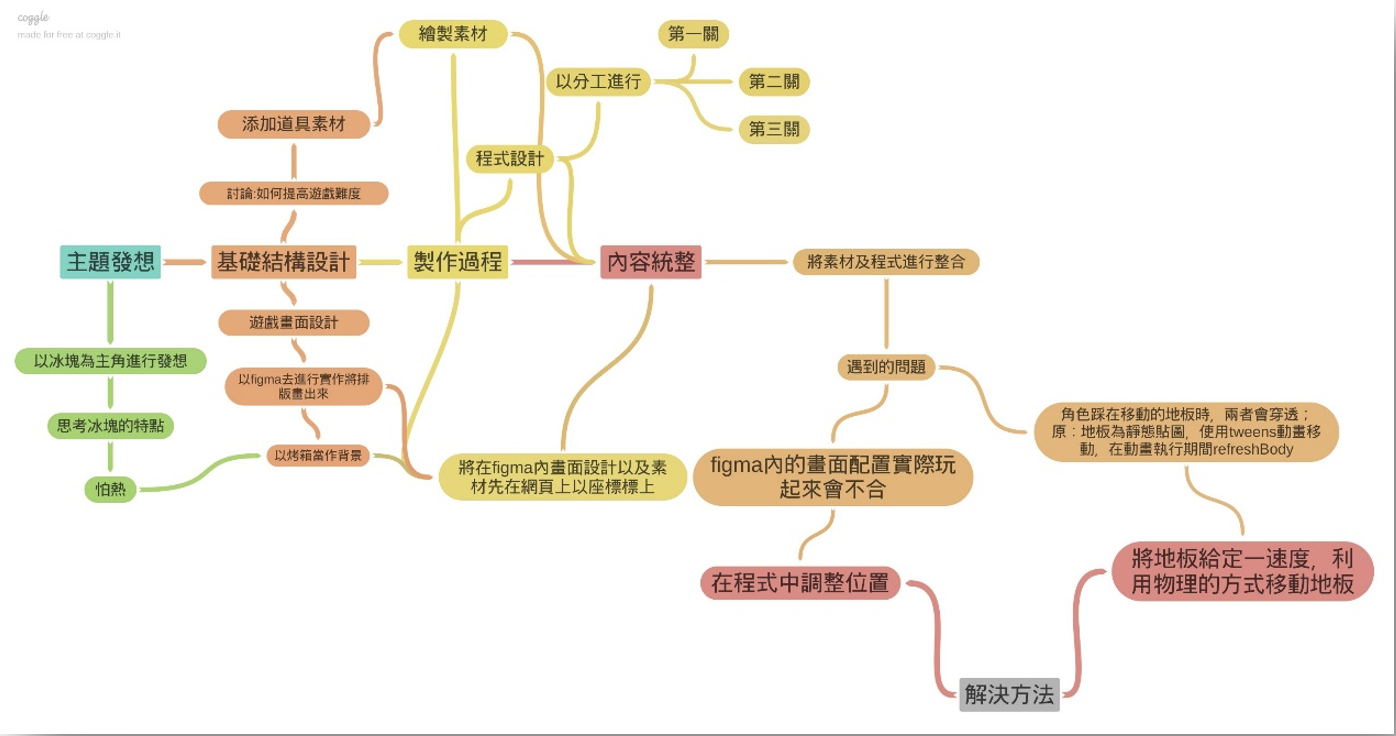 coggle
made for free at coggle.it
繪製素材
第一關
以分工進行
第二關
第三關
添加道具素材
程式設計
討論:如何提高遊戲難度
主題發想
基礎結構設計
製作過程
內容統整
將素材及程式進行整合
遊戲畫面設計
以冰塊為主角進行發想
遇到的問題
以figma去進行實作將排
版畫出來
思考冰塊的特點
角色踩在移動的地板時，兩者會穿透；
原：地板為靜態貼圖，使用tweens動畫移
動，在動畫執行期間refreshBody
以烤箱當作背景
怕熱
將在figma內畫面設計以及素
材先在網頁上以座標標上
figma內的畫面配置實際玩
起來會不合
在程式中調整位置
將地板給定一速度，利
用物理的方式移動地板
解決方法